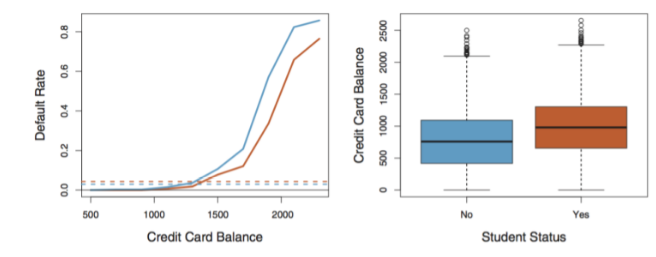 Default Rate
0.0
0.2
0.4
0.6
0.8
500
1000
1500
2000
Credit Card Balance
Credit Card Balance
0
500
1000
1500
2000
2500
No
Yes
Student Status